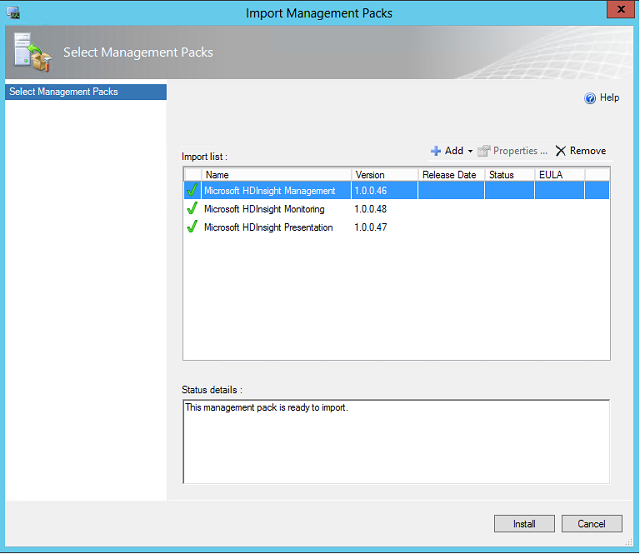 Import Management Packs
x
Select Management Packs
Select Management Packs
? Help
Import list :
Add Properties ... Remove
Name Version Release Date Status EULA
Microsoft HDInsight Management 1.0.0.46
Microsoft HDInsight Monitoring 1.0.0.48
Microsoft HDInsight Presentation 1.0.0.47
Status details :
This management pack is ready to import.
Install Cancel